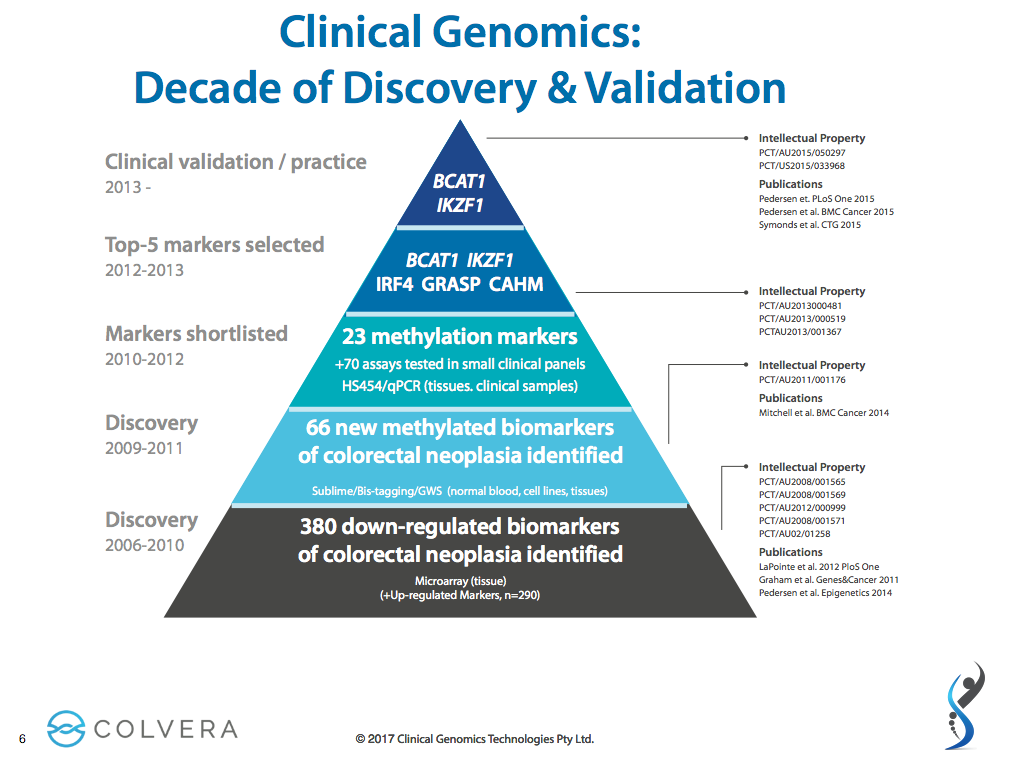 Clinical Genomics:
Decade of Discovery & Validation
Clinical validation / practice
2013 -
BCAT1
IKZF1
Intellectual Property
PCT/AU2015/050297
PCT/US2015/033968
Publications
Pedersen et. PLoS One 2015
Pedersen et al. BMC Cancer 2015
Symonds et al. CTG 2015
Top-5 markers selected
2012-2013
BCAT1 IKZF1
IRF4 GRASP CAHM
Intellectual Property
PCT/AU2013000481
PCT/AU2013/000519
PCTAU2013/001367
Markers shortlisted
2010-2012
23 methylation markers
+70 assays tested in small clinical panels
HS454/qPCR (tissues. clinical samples)
Intellectual Property
PCT/AU2011/001176
Publications
Mitchell et al. BMC Cancer 2014
Discovery
2009-2011
66 new methylated biomarkers
of colorectal neoplasia identified
Sublime/Bis-tagging/GWS (normal blood, cell lines, tissues)
Discovery
2006-2010
380 down-regulated biomarkers
of colorectal neoplasia identified
Microarray (tissue)
(+Up-regulated Markers, n=290)
Intellectual Property
PCT/AU2008/001565
PCT/AU2008/001569
PCT/AU2012/000999
PCT/AU2008/001571
PCT/AU02/01258
Publications
LaPointe et al. 2012 PloS One
Graham et al. Genes&Cancer 2011
Pedersen et al. Epigenetics 2014
6
COLVERA
© 2017 Clinical Genomics Technologies Pty Ltd.